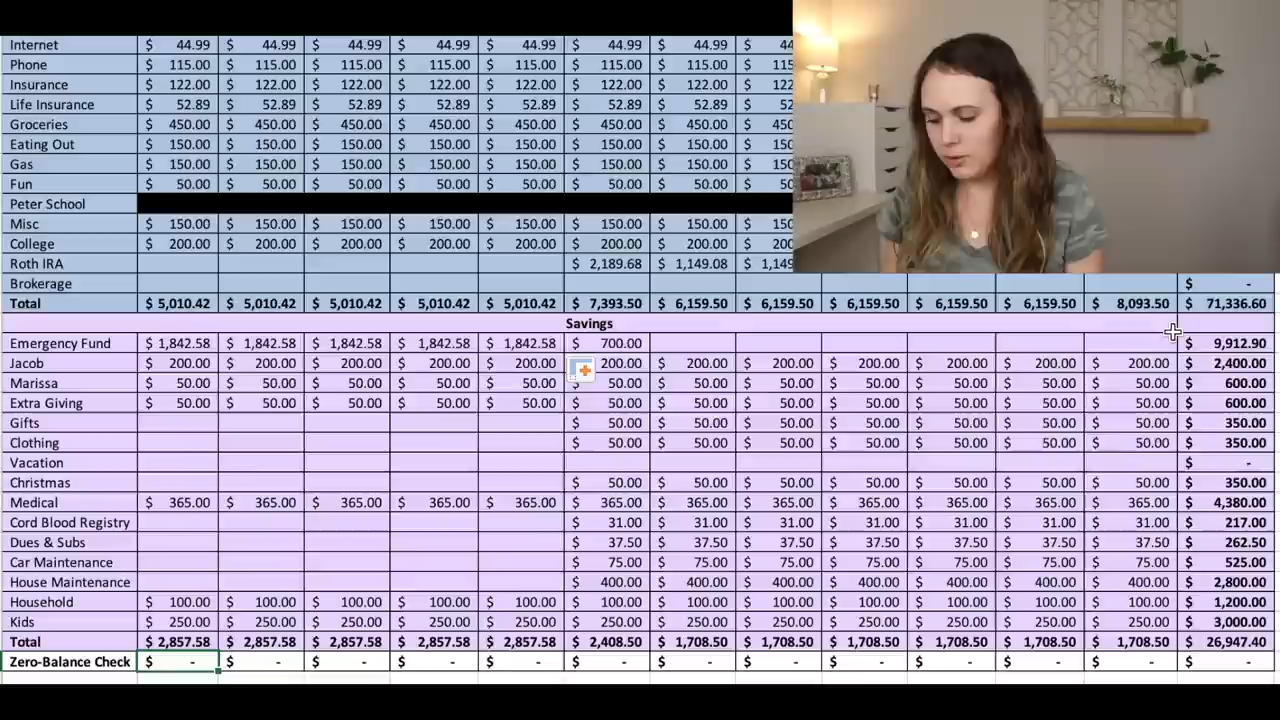 Internet $ 44.99 $ 44.99 $ 44.99 $ 44.99 $ 44.99 $ 44.99 $ 44.99 $ 44
Phone $ 115.00 $ 115.00 $ 115.00 $ 115.00 $ 115.00 $ 115.00 $ 115.00 $ 115
Insurance $ 122.00 $ 122.00 $ 122.00 $ 122.00 $ 122.00 $ 122.00 $ 122.00 $ 122
Life Insurance $ 52.89 $ 52.89 $ 52.89 $ 52.89 $ 52.89 $ 52.89 $ 52.89 $ 52
Groceries $ 450.00 $ 450.00 $ 450.00 $ 450.00 $ 450.00 $ 450.00 $ 450.00 $ 450
Eating Out $ 150.00 $ 150.00 $ 150.00 $ 150.00 $ 150.00 $ 150.00 $ 150.00 $ 150
Gas $ 150.00 $ 150.00 $ 150.00 $ 150.00 $ 150.00 $ 150.00 $ 150.00 $ 150
Fun $ 50.00 $ 50.00 $ 50.00 $ 50.00 $ 50.00 $ 50.00 $ 50.00 $ 50
Peter School
Misc $ 150.00 $ 150.00 $ 150.00 $ 150.00 $ 150.00 $ 150.00 $ 150.00 $ 150
College $ 200.00 $ 200.00 $ 200.00 $ 200.00 $ 200.00 $ 200.00 $ 200.00 $ 200
Roth IRA $ 2,189.68 $ 1,149.08 $ 1,149
Brokerage $ -
Total $ 5,010.42 $ 5,010.42 $ 5,010.42 $ 5,010.42 $ 5,010.42 $ 7,393.50 $ 6,159.50 $ 6,159.50 $ 6,159.50 $ 6,159.50 $ 6,159.50 $ 8,093.50 $ 71,336.60
Savings
Emergency Fund $ 1,842.58 $ 1,842.58 $ 1,842.58 $ 1,842.58 $ 1,842.58 $ 700.00 $ 9,912.90
Jacob $ 200.00 $ 200.00 $ 200.00 $ 200.00 $ 200.00 200.00 $ 200.00 $ 200.00 $ 200.00 $ 200.00 $ 200.00 $ 200.00 $ 2,400.00
Marissa $ 50.00 $ 50.00 $ 50.00 $ 50.00 $ 50.00 $ 50.00 $ 50.00 $ 50.00 $ 50.00 $ 50.00 $ 50.00 $ 50.00 $ 600.00
Extra Giving $ 50.00 $ 50.00 $ 50.00 $ 50.00 $ 50.00 $ 50.00 $ 50.00 $ 50.00 $ 50.00 $ 50.00 $ 50.00 $ 50.00 $ 600.00
Gifts $ 50.00 $ 50.00 $ 50.00 $ 50.00 $ 50.00 $ 50.00 $ 50.00 $ 350.00
Clothing $ 50.00 $ 50.00 $ 50.00 $ 50.00 $ 50.00 $ 50.00 $ 50.00 $ 350.00
Vacation $ -
Christmas $ 50.00 $ 50.00 $ 50.00 $ 50.00 $ 50.00 $ 50.00 $ 50.00 $ 350.00
Medical $ 365.00 $ 365.00 $ 365.00 $ 365.00 $ 365.00 $ 365.00 $ 365.00 $ 365.00 $ 365.00 $ 365.00 $ 365.00 $ 365.00 $ 4,380.00
Cord Blood Registry $ 31.00 $ 31.00 $ 31.00 $ 31.00 $ 31.00 $ 31.00 $ 31.00 $ 217.00
Dues & Subs $ 37.50 $ 37.50 $ 37.50 $ 37.50 $ 37.50 $ 37.50 $ 37.50 $ 262.50
Car Maintenance $ 75.00 $ 75.00 $ 75.00 $ 75.00 $ 75.00 $ 75.00 $ 75.00 $ 525.00
House Maintenance $ 400.00 $ 400.00 $ 400.00 $ 400.00 $ 400.00 $ 400.00 $ 400.00 $ 2,800.00
Household $ 100.00 $ 100.00 $ 100.00 $ 100.00 $ 100.00 $ 100.00 $ 100.00 $ 100.00 $ 100.00 $ 100.00 $ 100.00 $ 100.00 $ 1,200.00
Kids $ 250.00 $ 250.00 $ 250.00 $ 250.00 $ 250.00 $ 250.00 $ 250.00 $ 250.00 $ 250.00 $ 250.00 $ 250.00 $ 250.00 $ 3,000.00
Total $ 2,857.58 $ 2,857.58 $ 2,857.58 $ 2,857.58 $ 2,857.58 $ 2,408.50 $ 1,708.50 $ 1,708.50 $ 1,708.50 $ 1,708.50 $ 1,708.50 $ 1,708.50 $ 26,947.40
Zero-Balance Check $ - $ - $ - $ - $ - $ - $ - $ - $ - $ - $ - $ - $ -